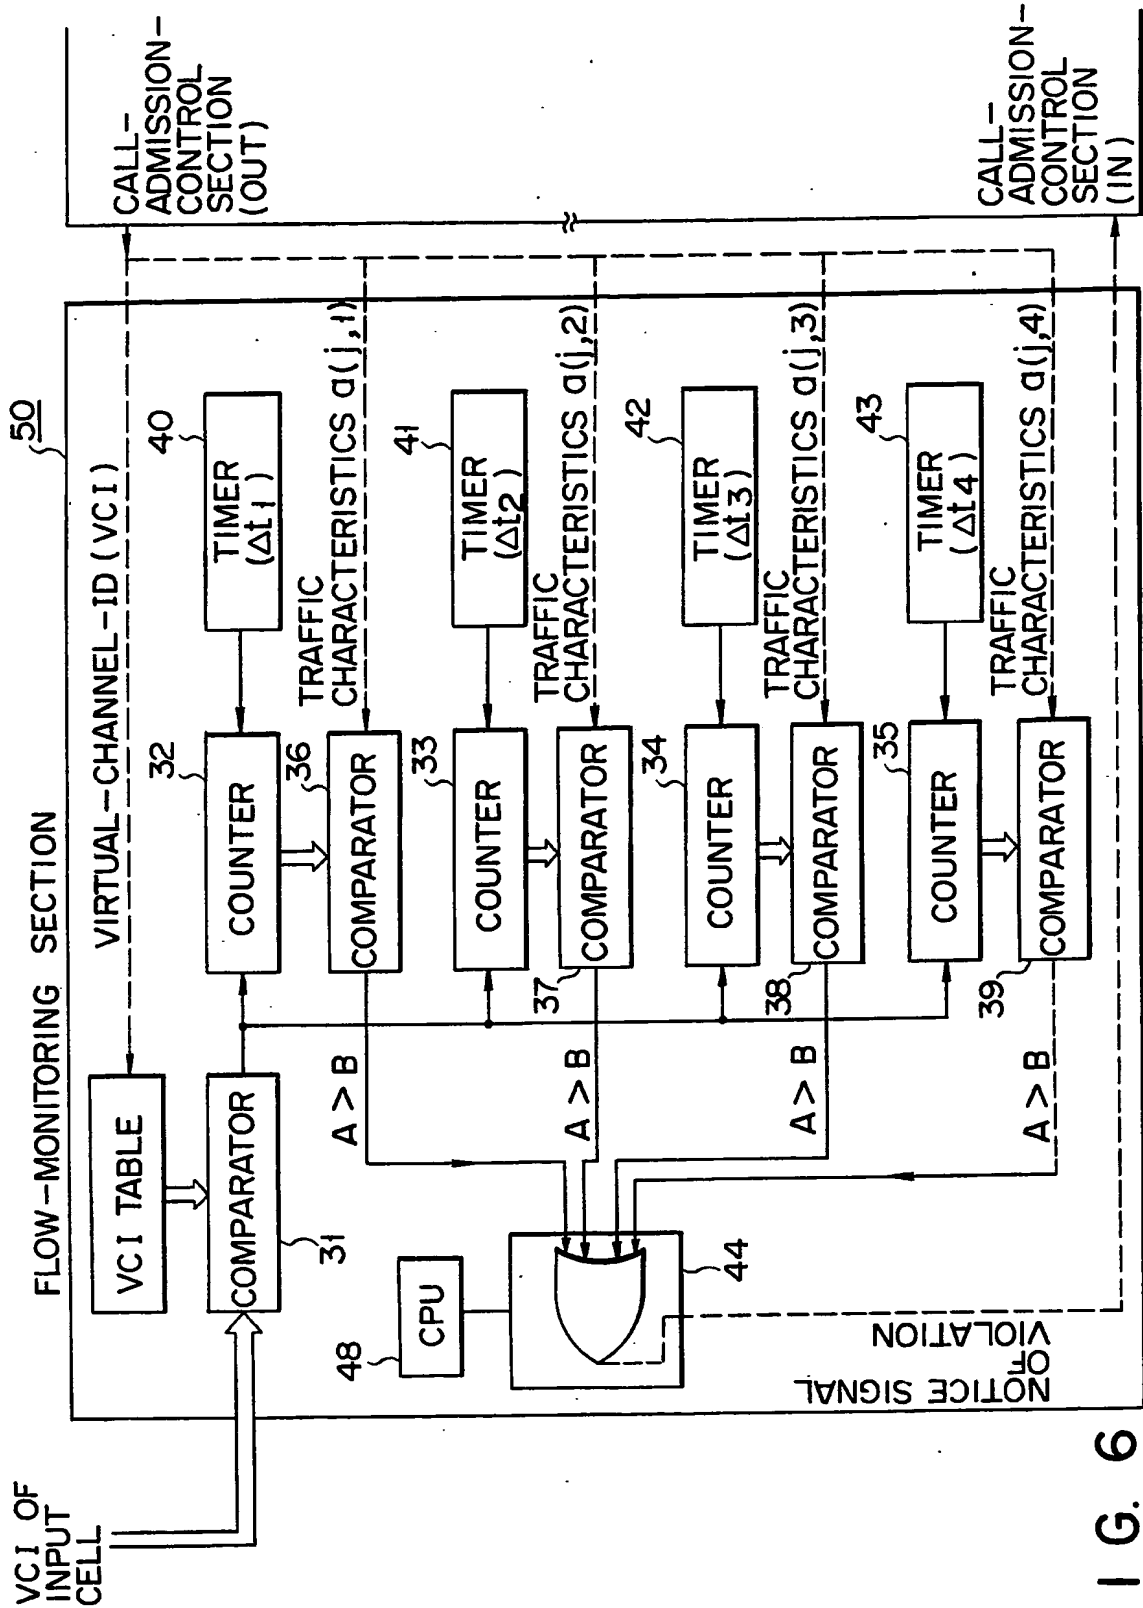 VCI OF
INPUT
CELL
FLOW-MONITORING SECTION
50
VIRTUAL-CHANNEL-ID (VCI)
CALL-
ADMISSION-
CONTROL
SECTION
(OUT)
VCI TABLE
COMPARATOR
31
32
COUNTER
40
TIMER
(Δt1)
36
COMPARATOR
TRAFFIC
CHARACTERISTICS a(j,1)
A > B
33
COUNTER
41
TIMER
(Δt2)
37
COMPARATOR
TRAFFIC
CHARACTERISTICS a(j,2)
A > B
34
COUNTER
42
TIMER
(Δt3)
38
COMPARATOR
TRAFFIC
CHARACTERISTICS a(j,3)
A > B
35
COUNTER
43
TIMER
(Δt4)
39
COMPARATOR
TRAFFIC
CHARACTERISTICS a(j,4)
A > B
48
CPU
44
NOTICE SIGNAL
OF
VIOLATION
CALL-
ADMISSION-
CONTROL
SECTION
(IN)
I G. 6